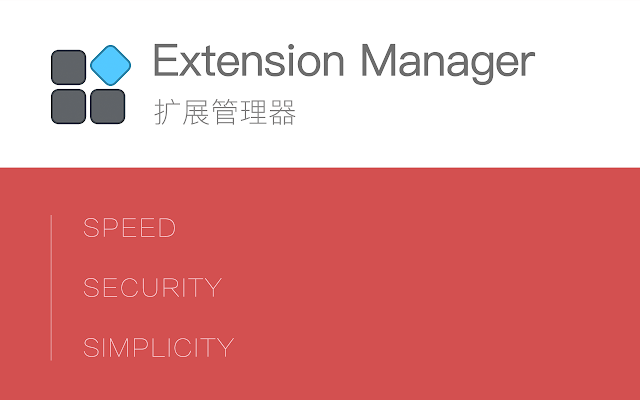 Extension Manager
扩展管理器
SPEED
SECURITY
SIMPLICITY